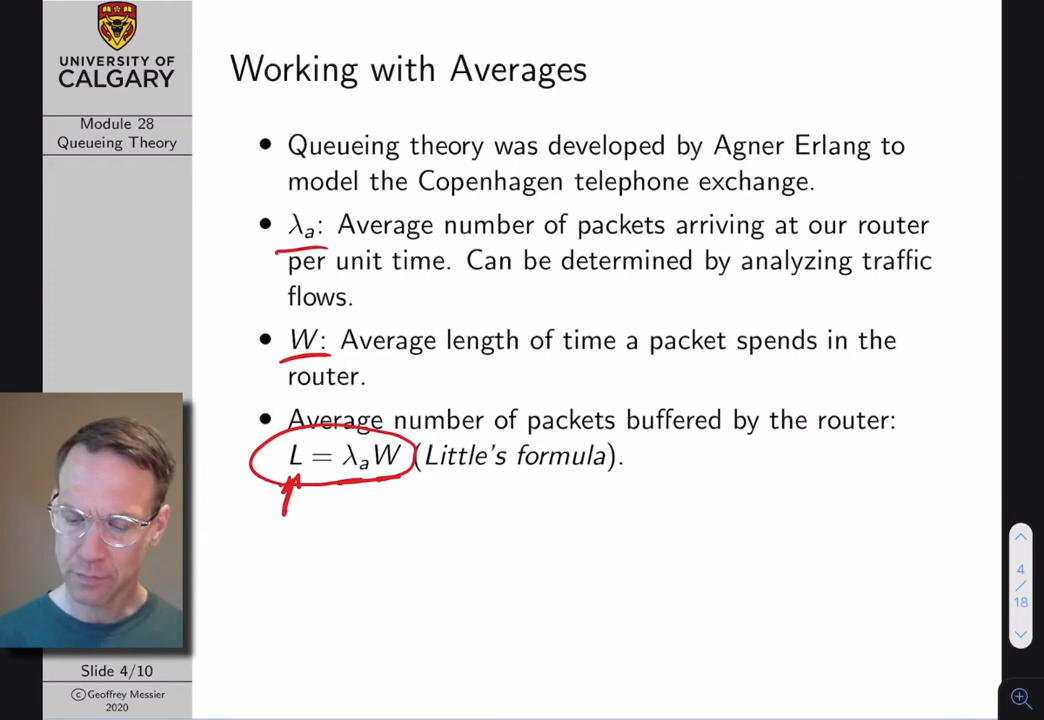 UNIVERSITY OF
CALGARY
Module 28
Queueing Theory
Working with Averages
• Queueing theory was developed by Agner Erlang to
model the Copenhagen telephone exchange.
• λₐ: Average number of packets arriving at our router
per unit time. Can be determined by analyzing traffic
flows.
• W: Average length of time a packet spends in the
router.
• Average number of packets buffered by the router:
L = λₐW (Little's formula).
4
/
18
Slide 4/10
©Geoffrey Messier
2020